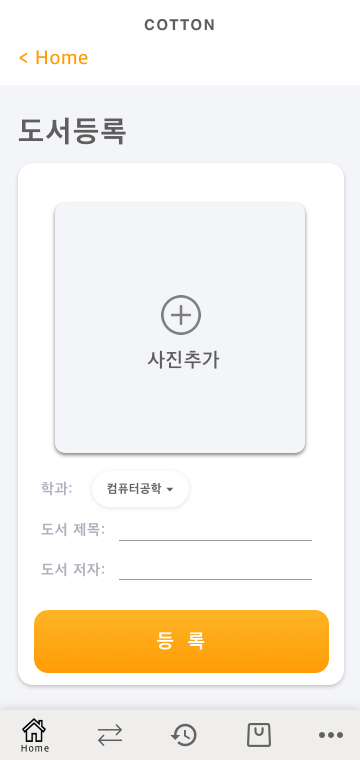 COTTON
< Home
도서등록
사진추가
학과: 컴퓨터공학
도서 제목:
도서 저자:
등 록
Home